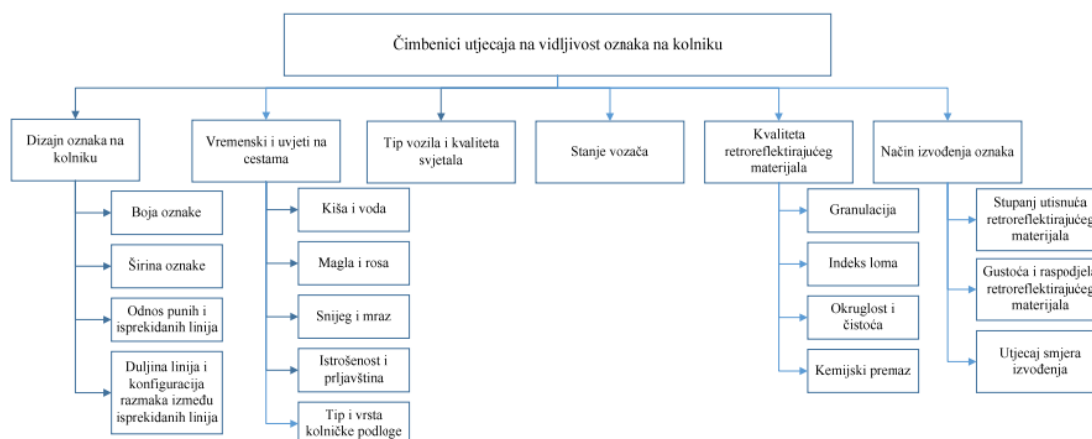 Čimbenici utjecaja na vidljivost oznaka na kolniku
Dizajn oznaka na
kolniku
Boja oznake
Širina oznake
Odnos punih i
isprekidanih linija
Duljina linija i
konfiguracija
razmaka između
isprekidanih linija
Vremenski i uvjeti na
cestama
Kiša i voda
Magla i rosa
Snijeg i mraz
Istrošenost i
prljavština
Tip i vrsta
kolničke podloge
Tip vozila i kvaliteta
svjetala
Stanje vozača
Kvaliteta
retroreflektirajućeg
materijala
Granulacija
Indeks loma
Okruglost i
čistoća
Kemijski premaz
Način izvođenja oznaka
Stupanj utisnuća
retroreflektirajućeg
materijala
Gustoća i raspodjela
retroreflektirajućeg
materijala
Utjecaj smjera
izvođenja